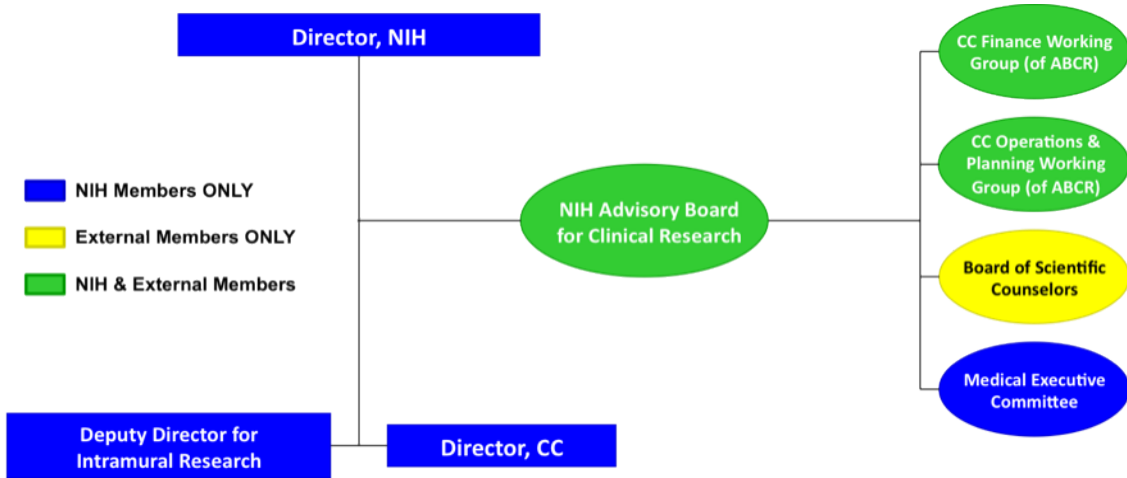 Director, NIH
CC Finance Working
Group (of ABCR)
CC Operations &
Planning Working
Group (of ABCR)
NIH Members ONLY
External Members ONLY
NIH & External Members
NIH Advisory Board
for Clinical Research
Board of Scientific
Counselors
Medical Executive
Committee
Deputy Director for
Intramural Research
Director, CC